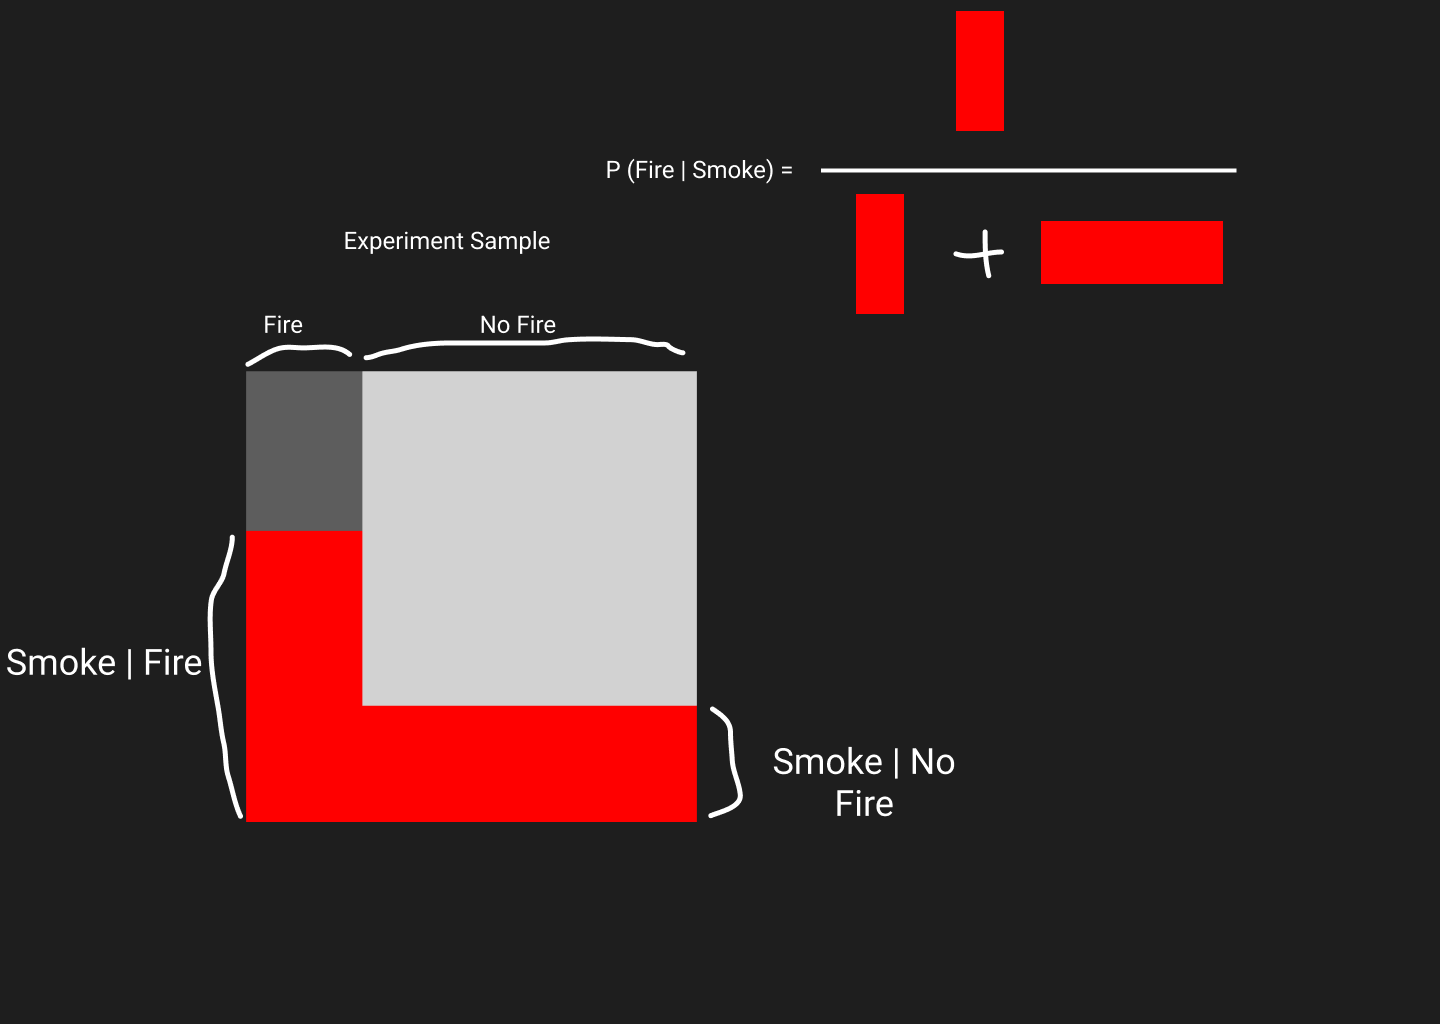 P (Fire | Smoke) =
+
Experiment Sample
Fire
No Fire
Smoke | Fire
Smoke | No
Fire